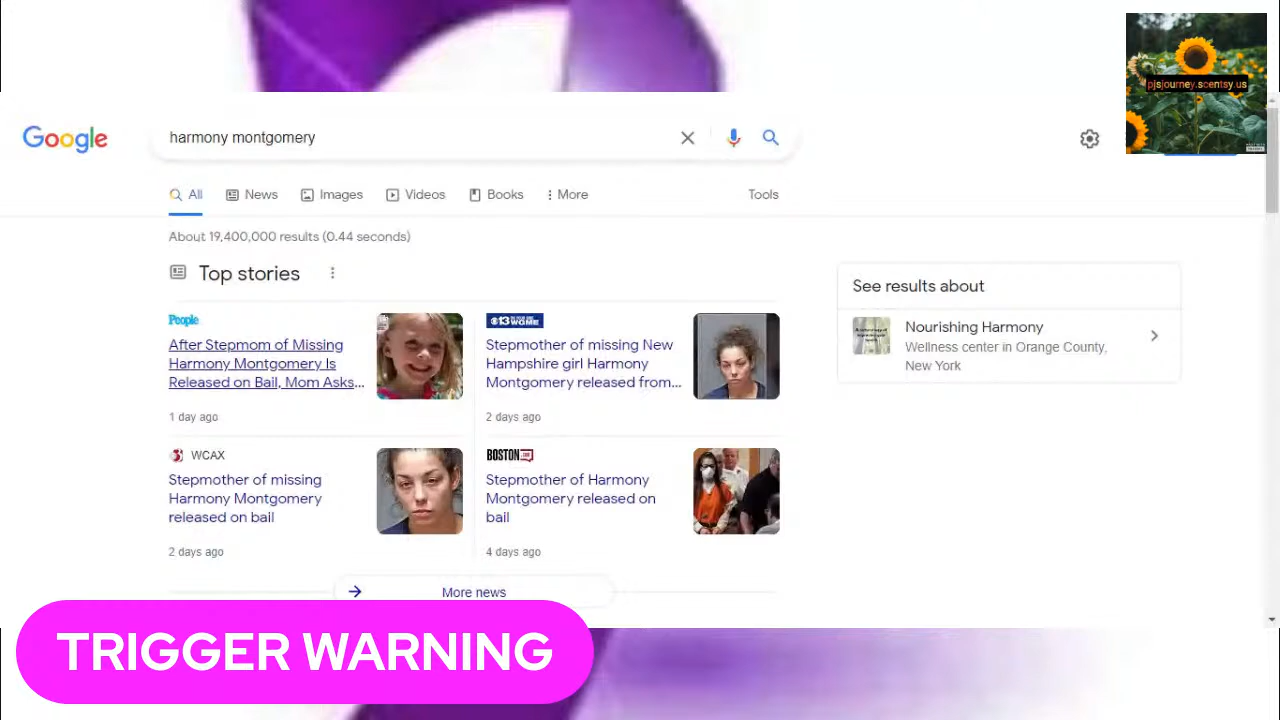 pjsjourney.scentsy.us
Google
harmony montgomery
All
News
Images
Videos
Books
More
Tools
About 19,400,000 results (0.44 seconds)
Top stories
People
After Stepmom of Missing
Harmony Montgomery Is
Released on Bail, Mom Asks...
1 day ago
13 WGME
Stepmother of missing New
Hampshire girl Harmony
Montgomery released from...
2 days ago
WCAX
Stepmother of missing
Harmony Montgomery
released on bail
2 days ago
BOSTON
Stepmother of Harmony
Montgomery released on
bail
4 days ago
More news
See results about
Nourishing Harmony
Wellness center in Orange County,
New York
TRIGGER WARNING